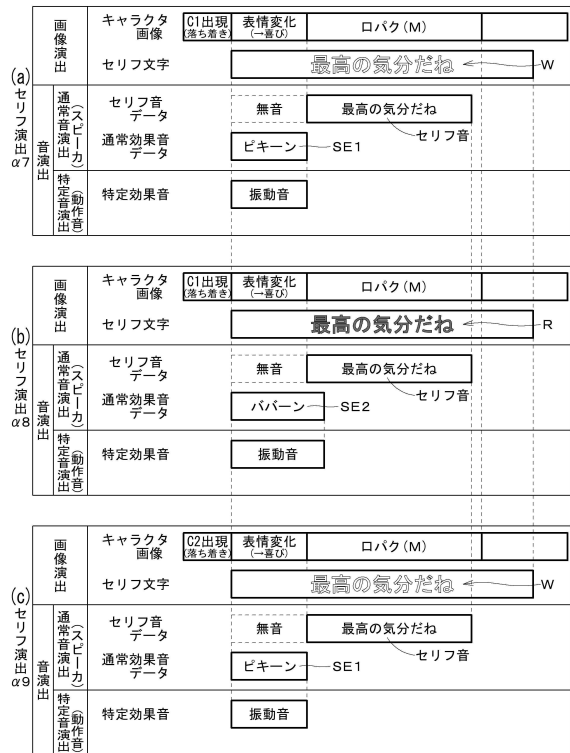 (a)
セリフ演出α7
画像演出
キャラクタ画像
C1出現(落ち着き)
表情変化(→喜び)
口パク(M)
セリフ文字
最高の気分だね
W
音演出
通常音演出(スピーカ)
セリフ音データ
無音
最高の気分だね
セリフ音
通常効果音データ
ピキーン
SE1
特定音演出(動作音)
特定効果音
振動音
(b)
セリフ演出α8
画像演出
キャラクタ画像
C1出現(落ち着き)
表情変化(→喜び)
口パク(M)
セリフ文字
最高の気分だね
R
音演出
通常音演出(スピーカ)
セリフ音データ
無音
最高の気分だね
セリフ音
通常効果音データ
ババーン
SE2
特定音演出(動作音)
特定効果音
振動音
(c)
セリフ演出α9
画像演出
キャラクタ画像
C2出現(落ち着き)
表情変化(→喜び)
口パク(M)
セリフ文字
最高の気分だね
W
音演出
通常音演出(スピーカ)
セリフ音データ
無音
最高の気分だね
セリフ音
通常効果音データ
ピキーン
SE1
特定音演出(動作音)
特定効果音
振動音